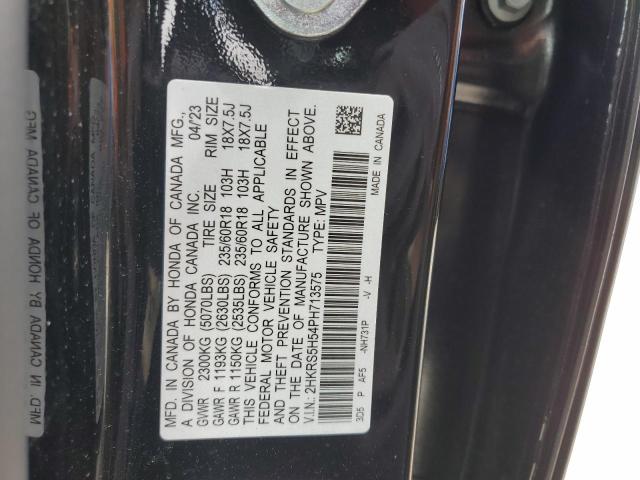 MFD. IN CANADA BY HONDA OF CANADA MFG.,
A DIVISION OF HONDA CANADA INC. 04/23
GVWR 2300KG (5070LBS) TIRE SIZE RIM SIZE
GAWR F 1193KG (2630LBS) 235/60R18 103H 18X7.5J
GAWR R 1150KG (2535LBS) 235/60R18 103H 18X7.5J
THIS VEHICLE CONFORMS TO ALL APPLICABLE
FEDERAL MOTOR VEHICLE SAFETY
AND THEFT PREVENTION STANDARDS IN EFFECT
ON THE DATE OF MANUFACTURE SHOWN ABOVE.
V.I.N.: 2HKRS5H54PH713575 TYPE: MPV
3D5 P AF5 -NH731P -V -H MADE IN CANADA